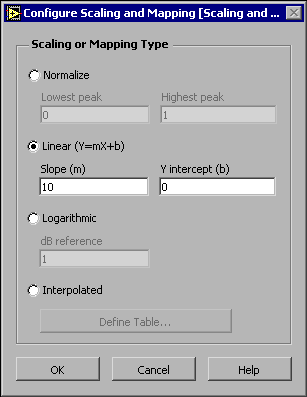 Configure Scaling and Mapping [Scaling and ...
Scaling or Mapping Type
Normalize
Lowest peak Highest peak
0 1
Linear (Y=mX+b)
Slope (m) Y intercept (b)
10 0
Logarithmic
dB reference
1
Interpolated
Define Table...
OK Cancel Help